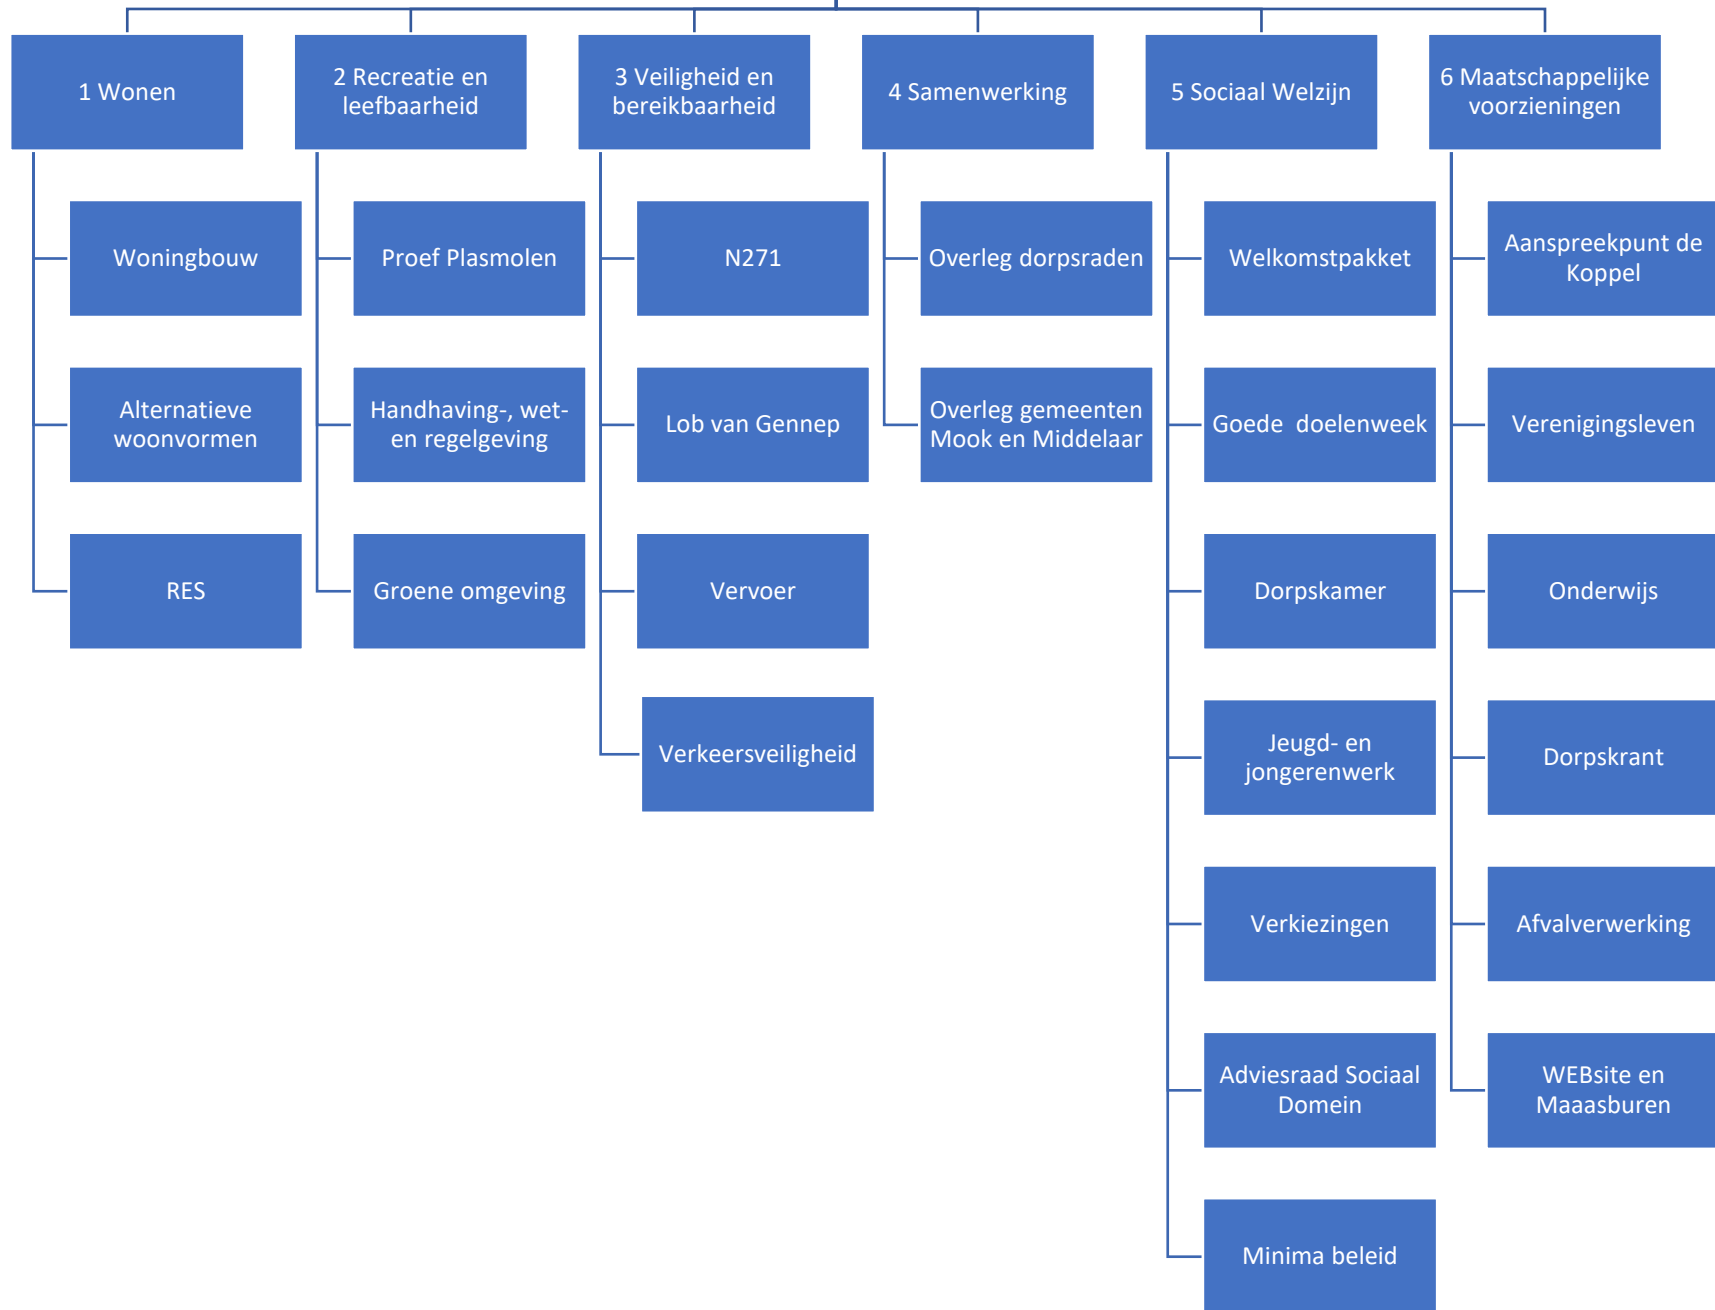 1 Wonen
Woningbouw
Alternatieve
woonvormen
RES
2 Recreatie en
leefbaarheid
Proef Plasmolen
Handhaving-, wet-
en regelgeving
Groene omgeving
3 Veiligheid en
bereikbaarheid
N271
Lob van Gennep
Vervoer
Verkeersveiligheid
4 Samenwerking
Overleg dorpsraden
Overleg gemeenten
Mook en Middelaar
5 Sociaal Welzijn
Welkomstpakket
Goede doelenweek
Dorpskamer
Jeugd- en
jongerenwerk
Verkiezingen
Adviesraad Sociaal
Domein
Minima beleid
6 Maatschappelijke
voorzieningen
Aanspreekpunt de
Koppel
Verenigingsleven
Onderwijs
Dorpskrant
Afvalverwerking
WEBsite en
Maaasburen